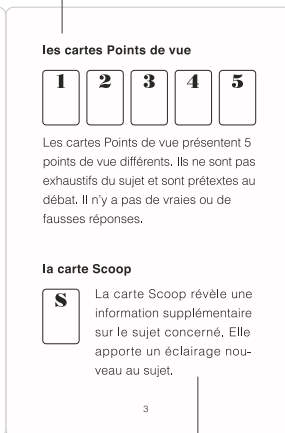 les cartes Points de vue
1 2 3 4 5
Les cartes Points de vue présentent 5
points de vue différents. Ils ne sont pas
exhaustifs du sujet et sont prétextes au
débat. Il n'y a pas de vraies ou de
fausses réponses.
la carte Scoop
S
La carte Scoop révèle une
information supplémentaire
sur le sujet concerné. Elle
apporte un éclairage nou-
veau au sujet.
3